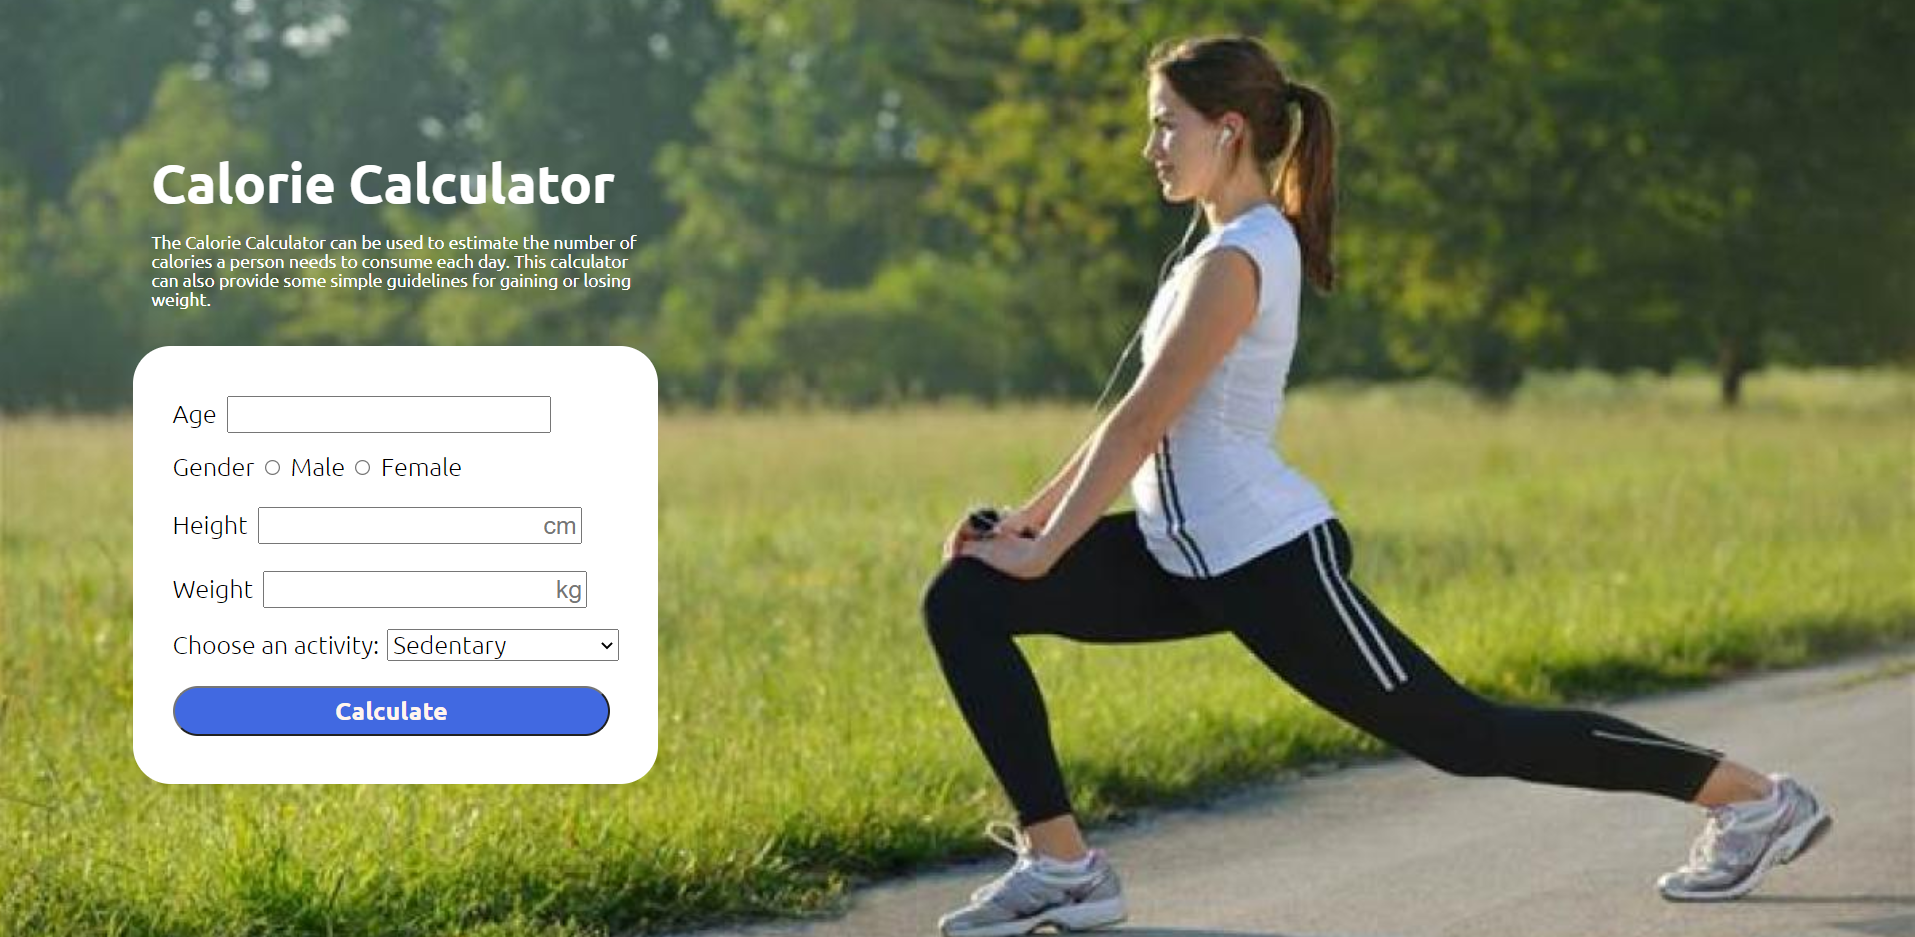 Calorie Calculator
The Calorie Calculator can be used to estimate the number of
calories a person needs to consume each day. This calculator
can also provide some simple guidelines for gaining or losing
weight.
Age
Gender Male Female
Height cm
Weight kg
Choose an activity: Sedentary
Calculate